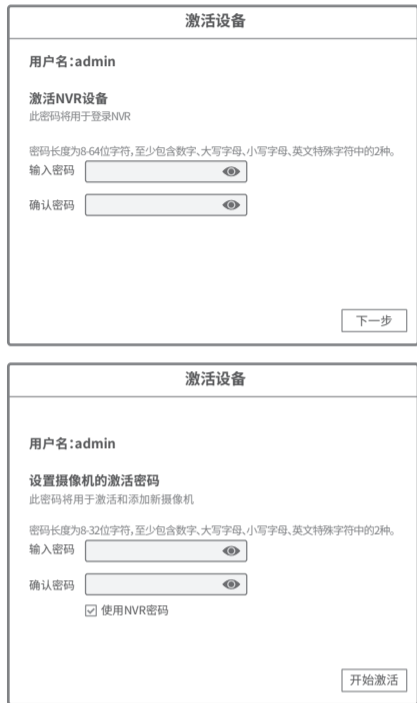 激活设备
用户名:admin
激活NVR设备
此密码将用于登录NVR
密码长度为8-64位字符,至少包含数字、大写字母、小写字母、英文特殊字符中的2种。
输入密码
确认密码
下一步
激活设备
用户名:admin
设置摄像机的激活密码
此密码将用于激活和添加新摄像机
密码长度为8-32位字符,至少包含数字、大写字母、小写字母、英文特殊字符中的2种。
输入密码
确认密码
使用NVR密码
开始激活